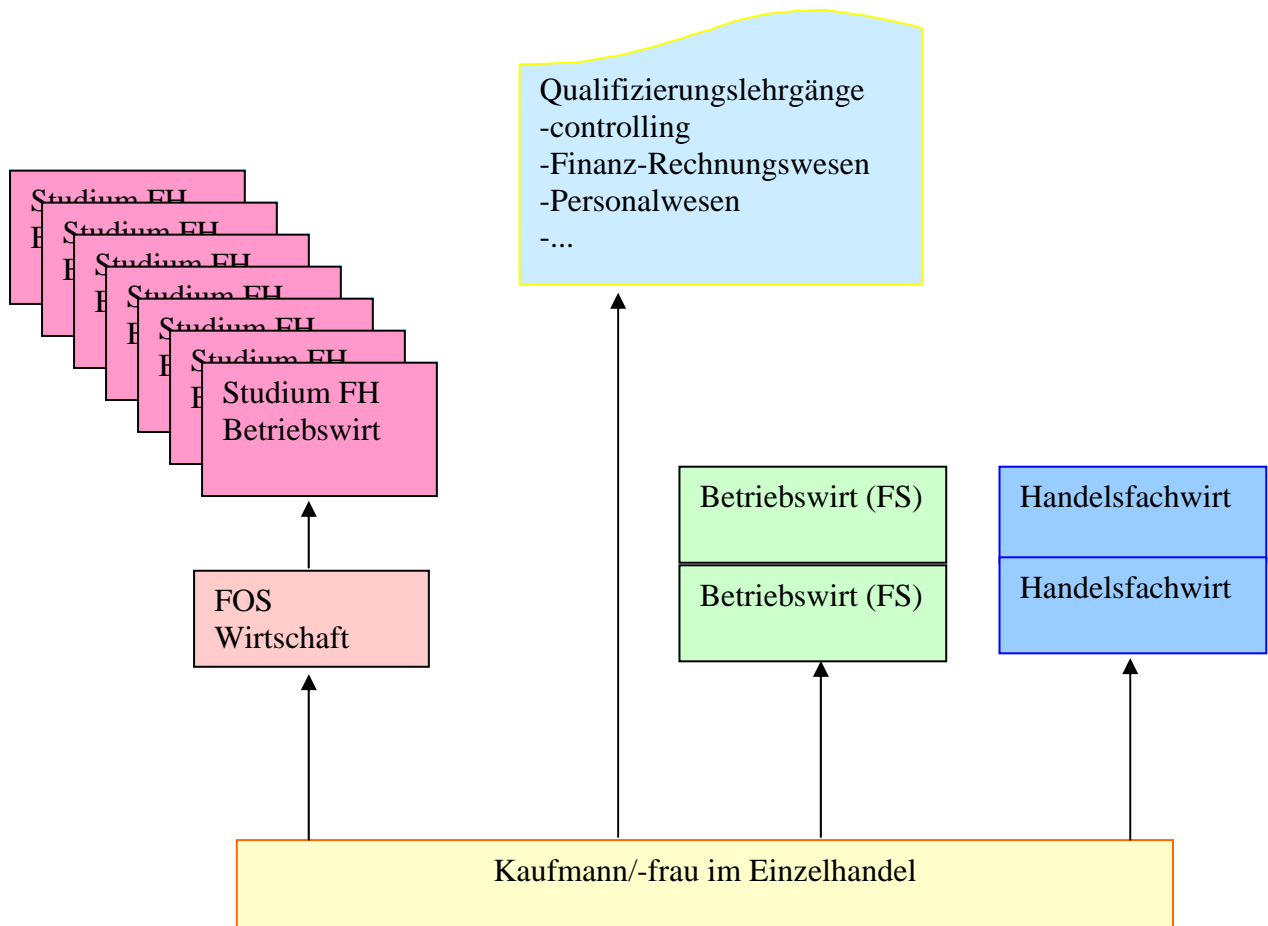 Qualifizierungslehrgänge
-controlling
-Finanz-Rechnungswesen
-Personalwesen
-...
Studium FH
Studium FH
Studium FH
Studium FH
Studium FH
Studium FH
Studium FH
Betriebswirt
Betriebswirt (FS)
Handelsfachwirt
FOS
Wirtschaft
Betriebswirt (FS)
Handelsfachwirt
Kaufmann/-frau im Einzelhandel